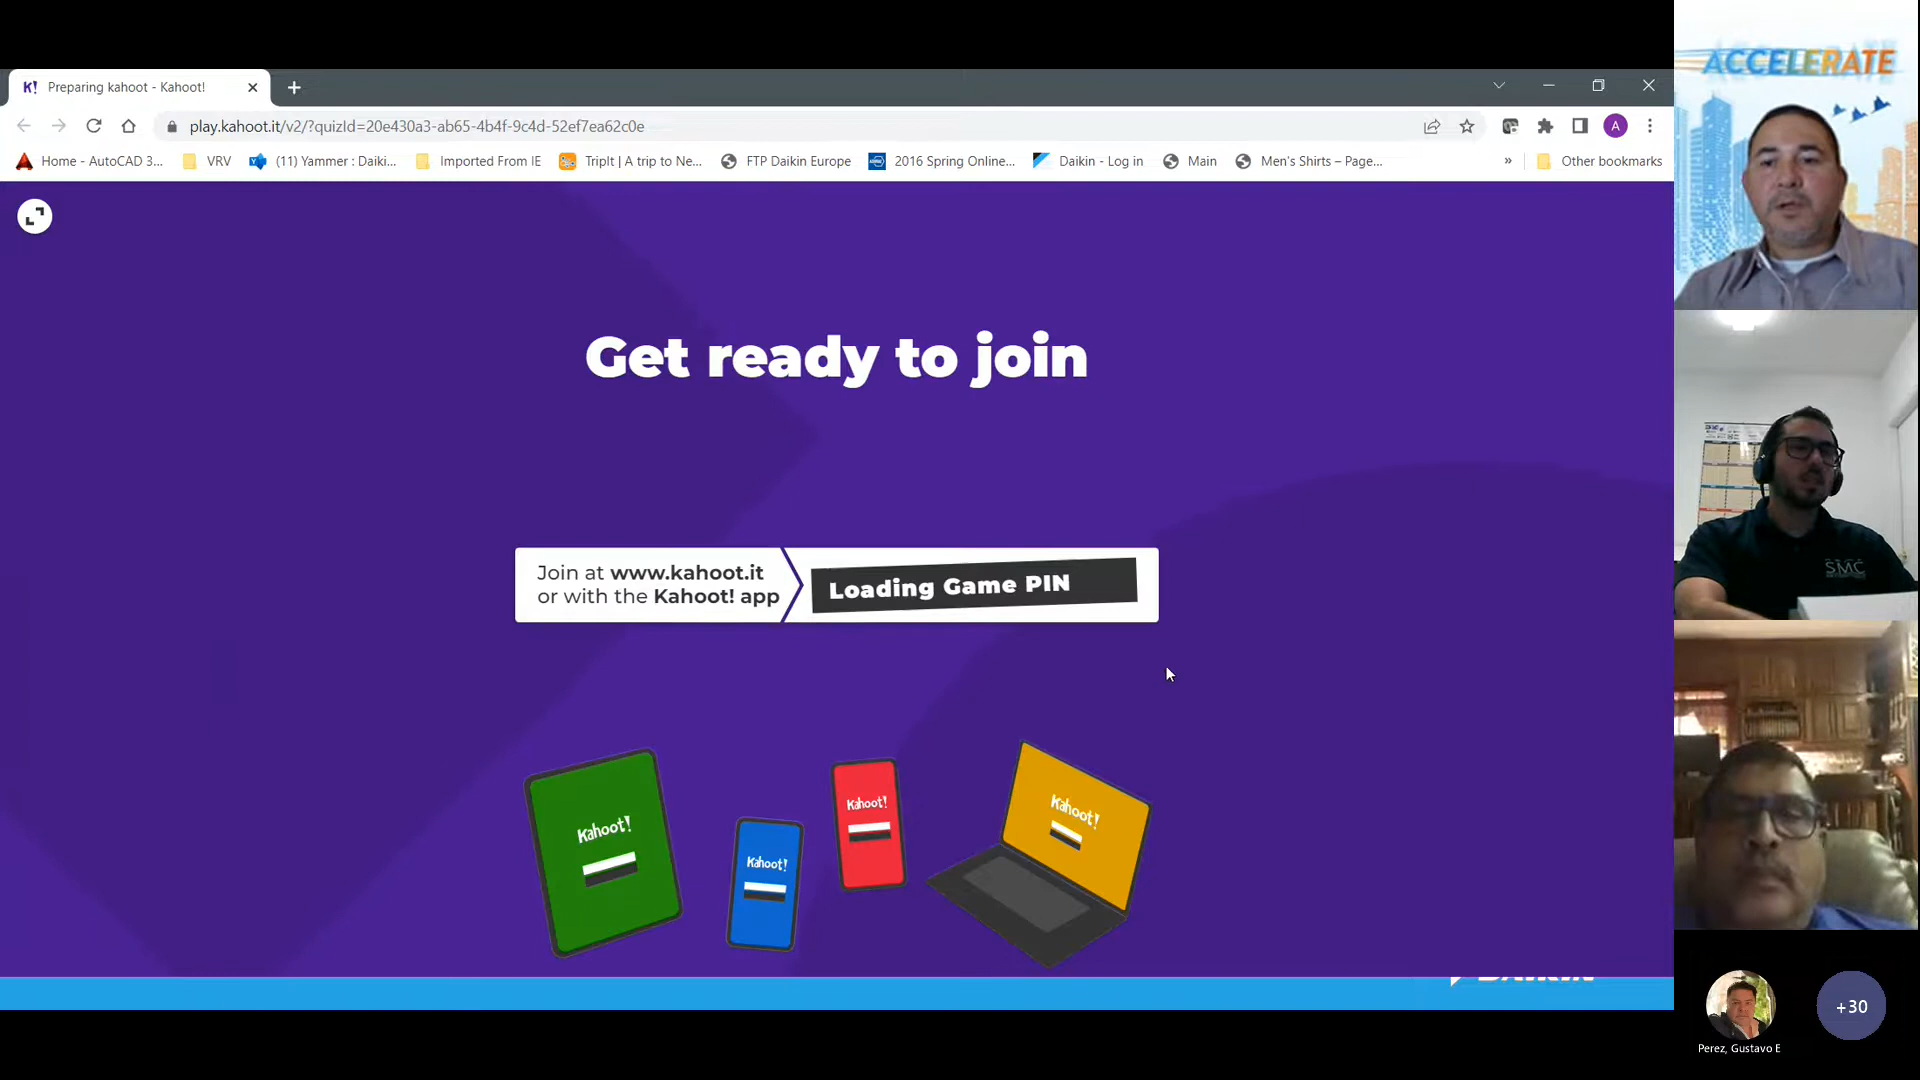 Preparing kahoot - Kahoot!
play.kahoot.it/v2/?quizId=20e430a3-ab65-4b4f-9c4d-52ef7ea62c0e
A
Home - AutoCAD 3...
VRV
(11) Yammer : Daiki...
Imported From IE
TripIt | A trip to Ne...
FTP Daikin Europe
2016 Spring Online...
Daikin - Log in
Main
Men's Shirts – Page...
»
Other bookmarks
Get ready to join
Join at www.kahoot.it
or with the Kahoot! app
Loading Game PIN
Kahoot!
Kahoot!
Kahoot!
Kahoot!
DAIKIN
ACCELERATE
SMC
Perez, Gustavo E
+30